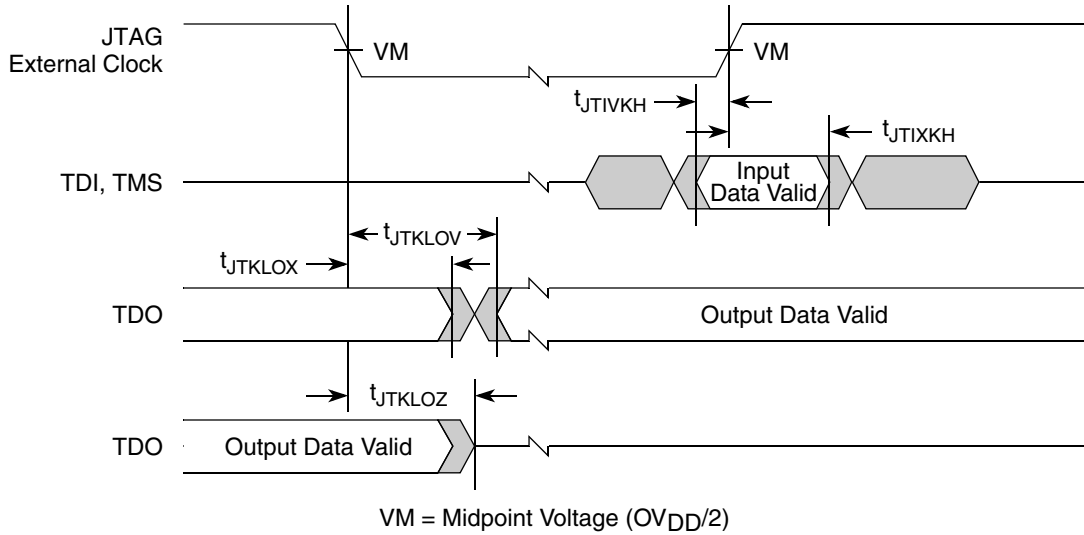 JTAG
External Clock
VM
VM
tJTIVKH
tJTIXKH
TDI, TMS
Input
Data Valid
tJTKLOV
tJTKLOX
TDO
Output Data Valid
tJTKLOZ
TDO
Output Data Valid
VM = Midpoint Voltage (OVDD/2)